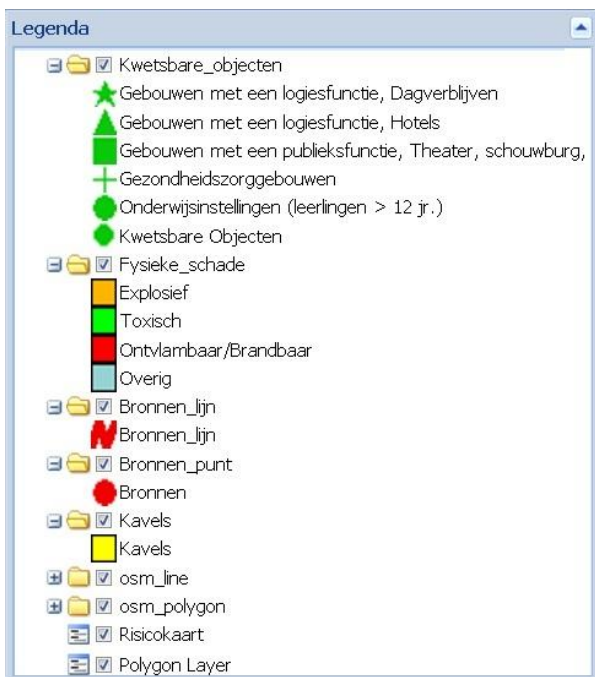 Legenda
Kwetsbare_objecten
Gebouwen met een logiesfunctie, Dagverblijven
Gebouwen met een logiesfunctie, Hotels
Gebouwen met een publieksfunctie, Theater, schouwburg,
Gezondheidszorggebouwen
Onderwijsinstellingen (leerlingen > 12 jr.)
Kwetsbare Objecten
Fysieke_schade
Explosief
Toxisch
Ontvlambaar/Brandbaar
Overig
Bronnen_lijn
Bronnen_lijn
Bronnen_punt
Bronnen
Kavels
Kavels
osm_line
osm_polygon
Risicokaart
Polygon Layer